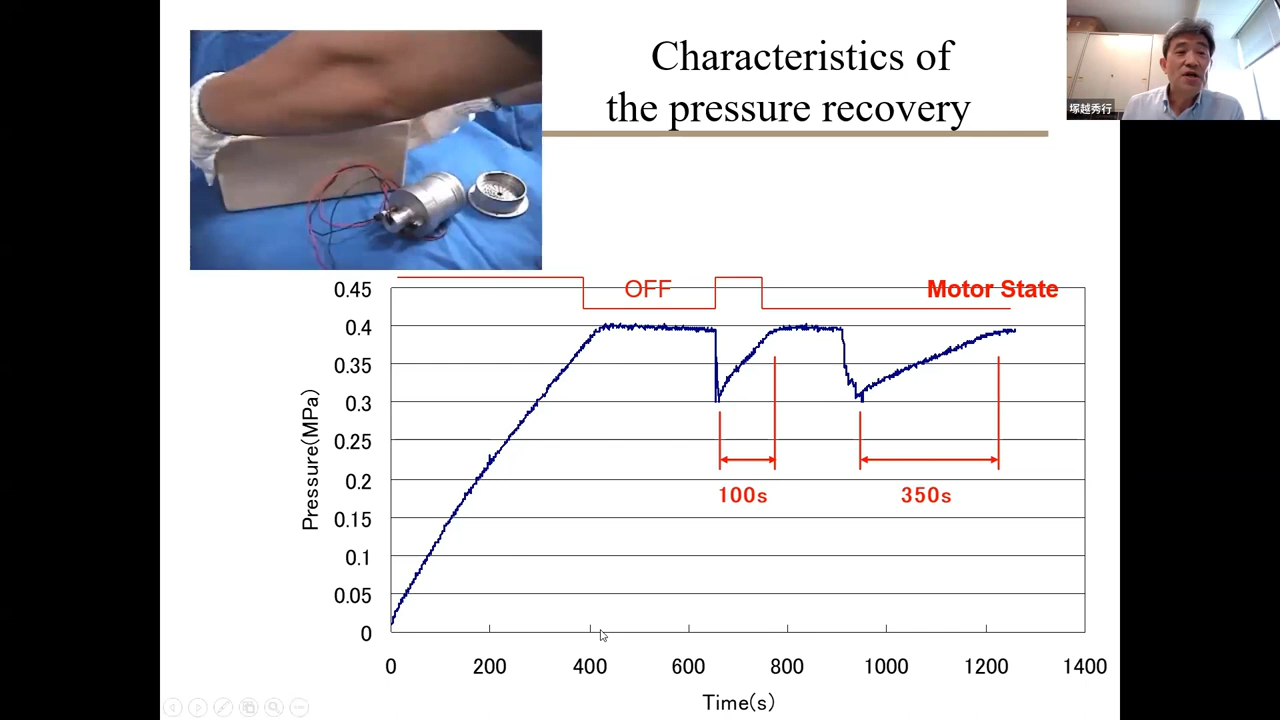 Characteristics of
the pressure recovery
塚越秀行
OFF
Motor State
0.45
0.4
0.35
0.3
0.25
0.2
0.15
0.1
0.05
0
Pressure(MPa)
100s
350s
0
200
400
600
800
1000
1200
1400
Time(s)